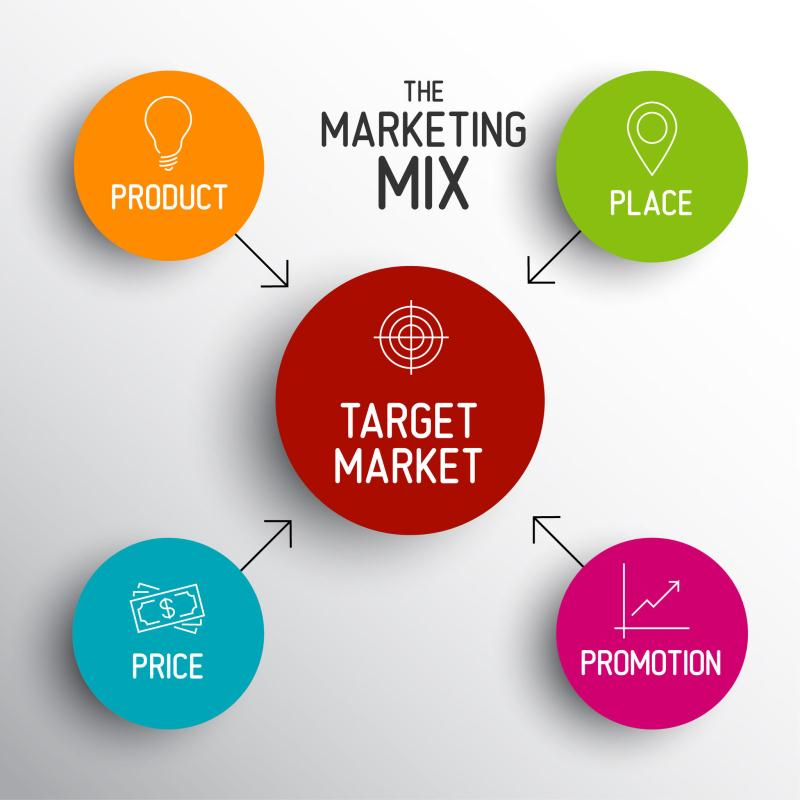 THE
MARKETING
MIX
PRODUCT
PLACE
TARGET
MARKET
$
PRICE
PROMOTION